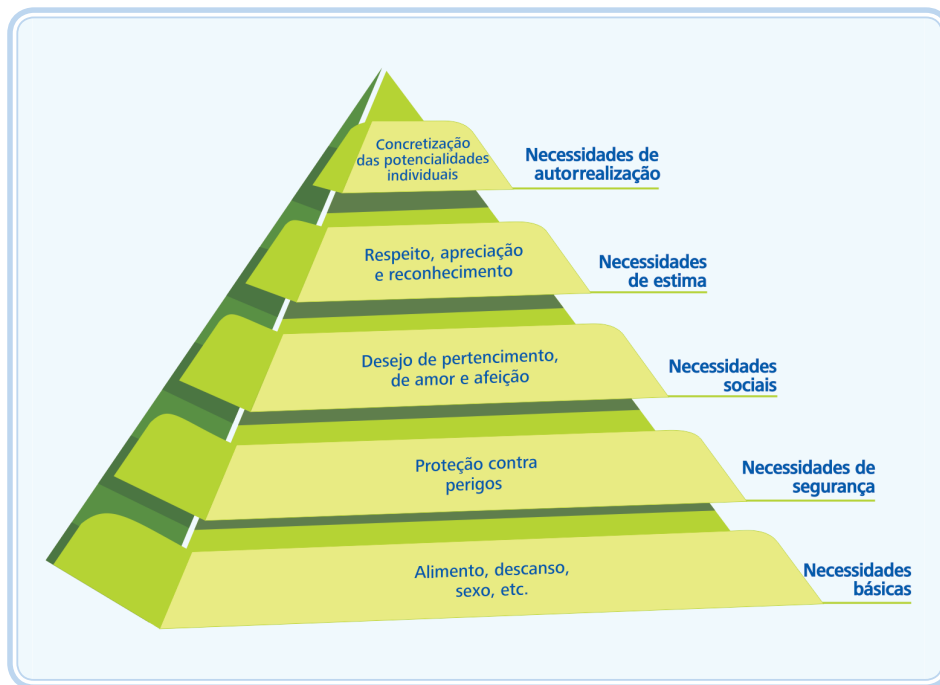 Concretização
das potencialidades
individuais
Necessidades de
autorrealização
Respeito, apreciação
e reconhecimento
Necessidades
de estima
Desejo de pertencimento,
de amor e afeição
Necessidades
sociais
Proteção contra
perigos
Necessidades de
segurança
Alimento, descanso,
sexo, etc.
Necessidades
básicas